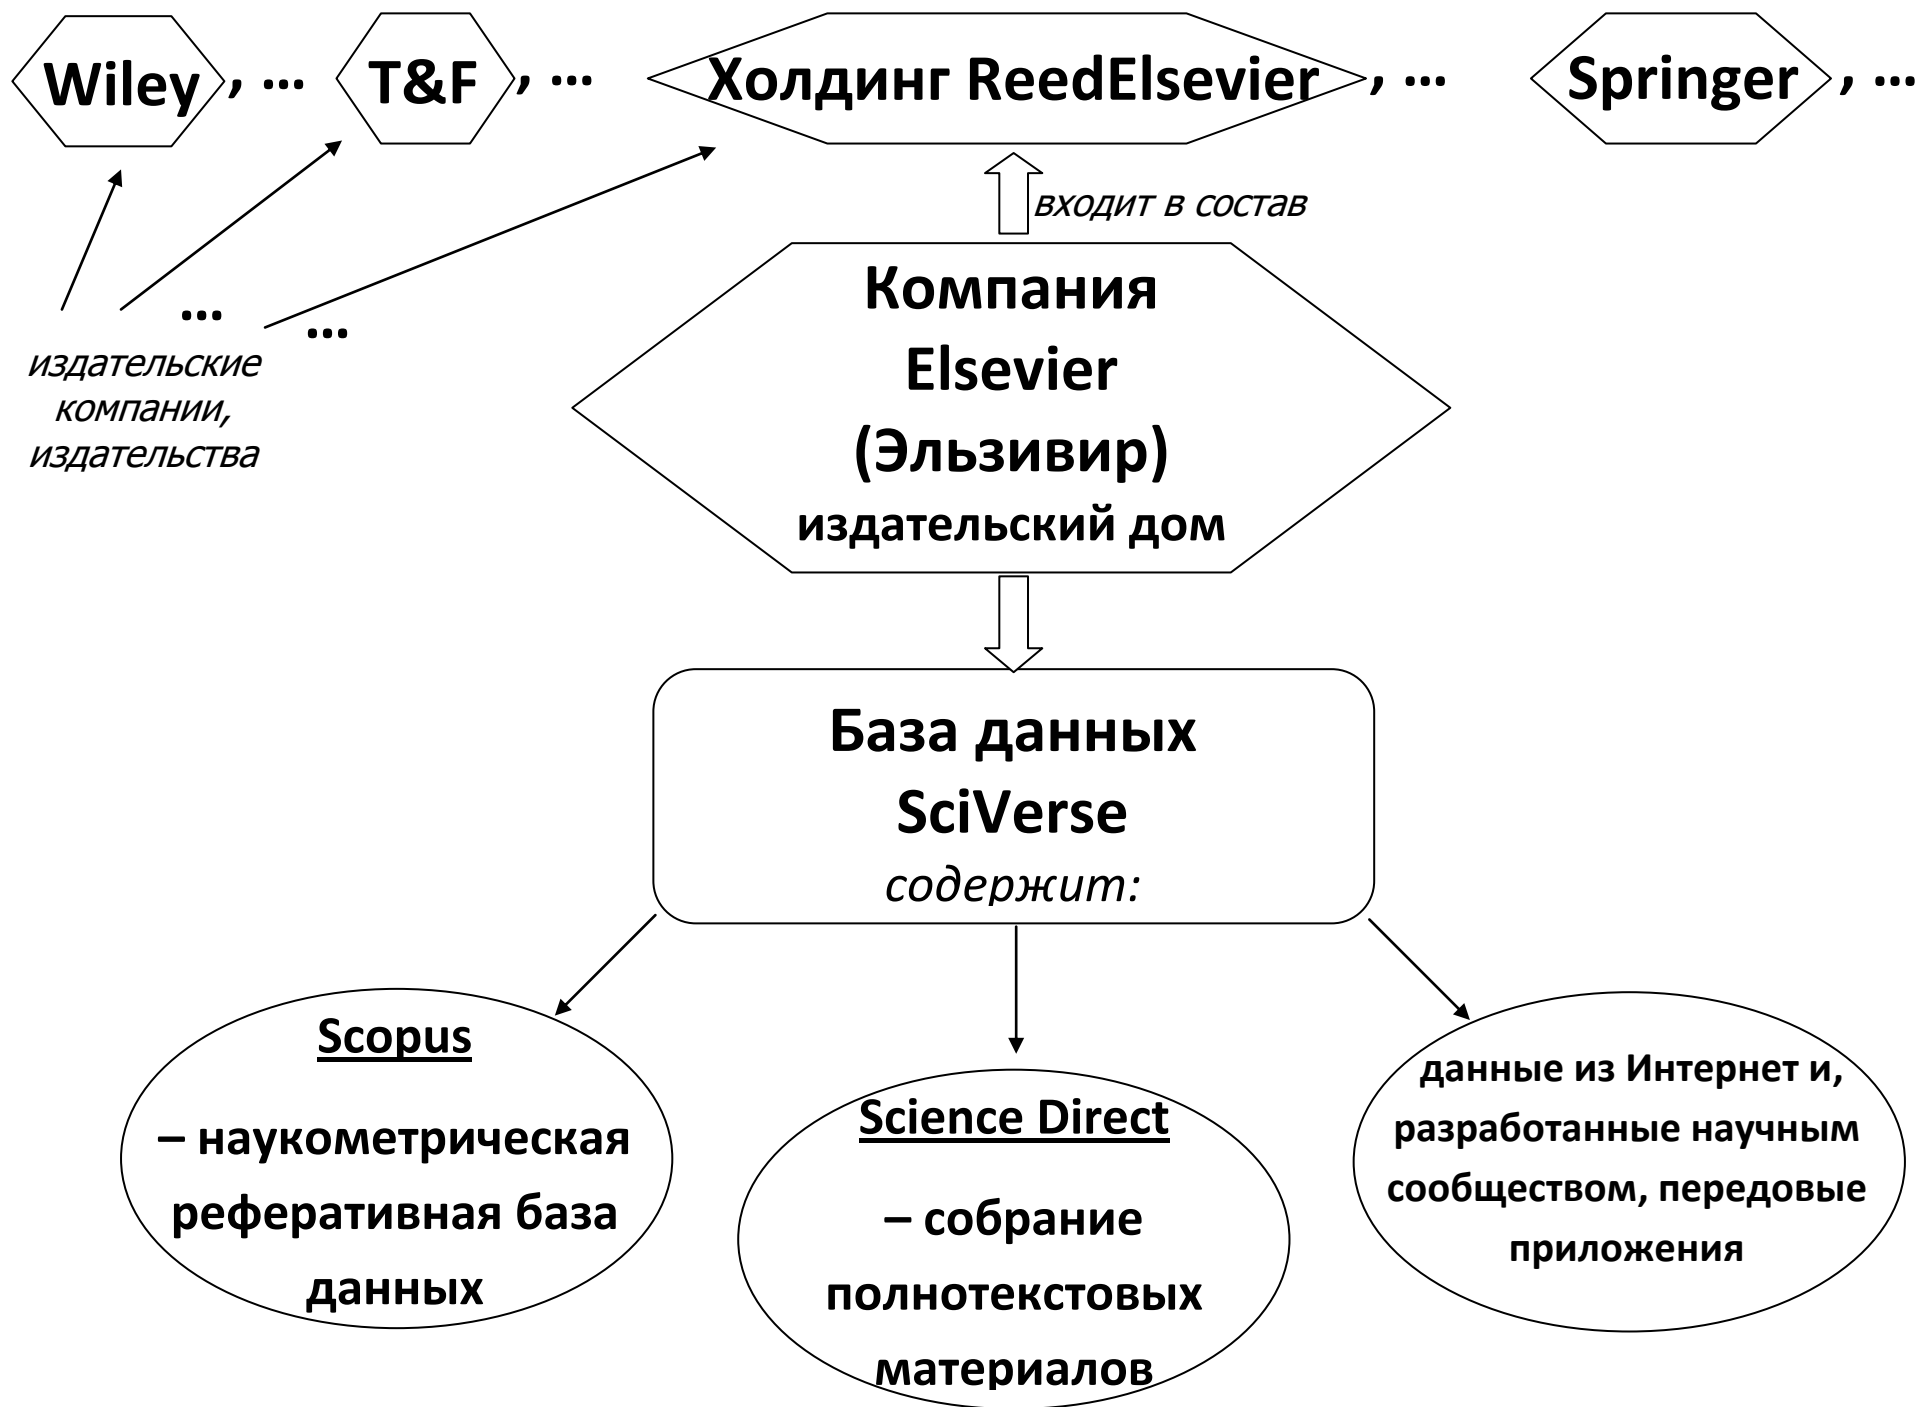 Wiley, ... T&F, ... Холдинг ReedElsevier, ... Springer, ...
входит в состав
... ...
издательские
компании,
издательства
Компания
Elsevier
(Эльзивир)
издательский дом
База данных
SciVerse
содержит:
Scopus
– наукометрическая
реферативная база
данных
Science Direct
– собрание
полнотекстовых
материалов
данные из Интернет и,
разработанные научным
сообществом, передовые
приложения